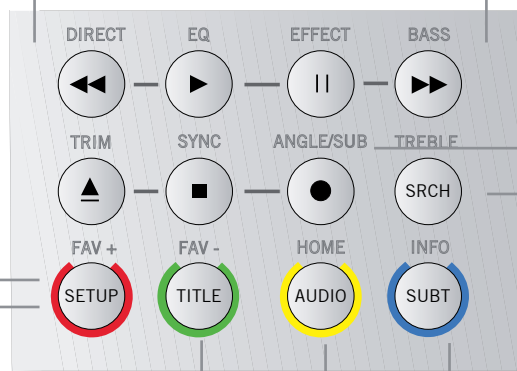 DIRECT EQ EFFECT BASS
TRIM SYNC ANGLE/SUB TREBLE
SRCH
FAV + FAV - HOME INFO
SETUP TITLE AUDIO SUBT